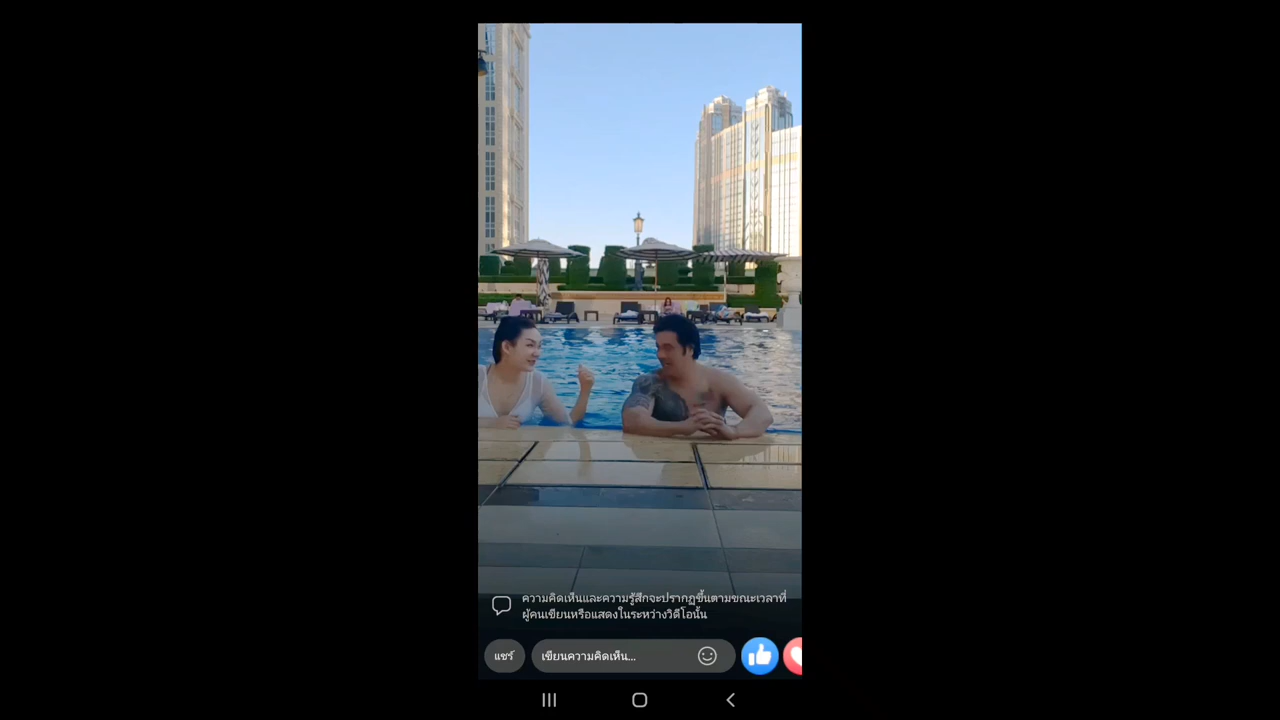 ความคิดเห็นและความรู้สึกจะปรากฏขึ้นตามขณะเวลาที่
ผู้คนเขียนหรือแสดงในระหว่างวิดีโอนั้น
แชร์
เขียนความคิดเห็น...